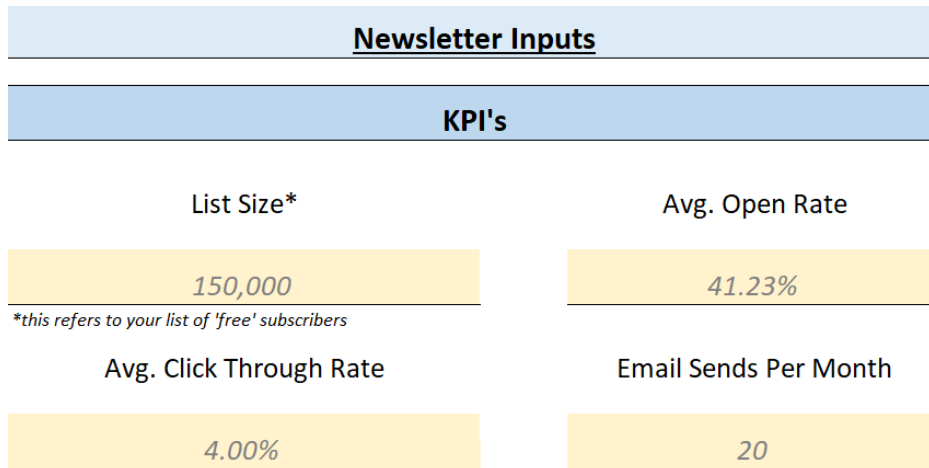 Newsletter Inputs
KPI's
List Size*
Avg. Open Rate
150,000
41.23%
*this refers to your list of 'free' subscribers
Avg. Click Through Rate
Email Sends Per Month
4.00%
20